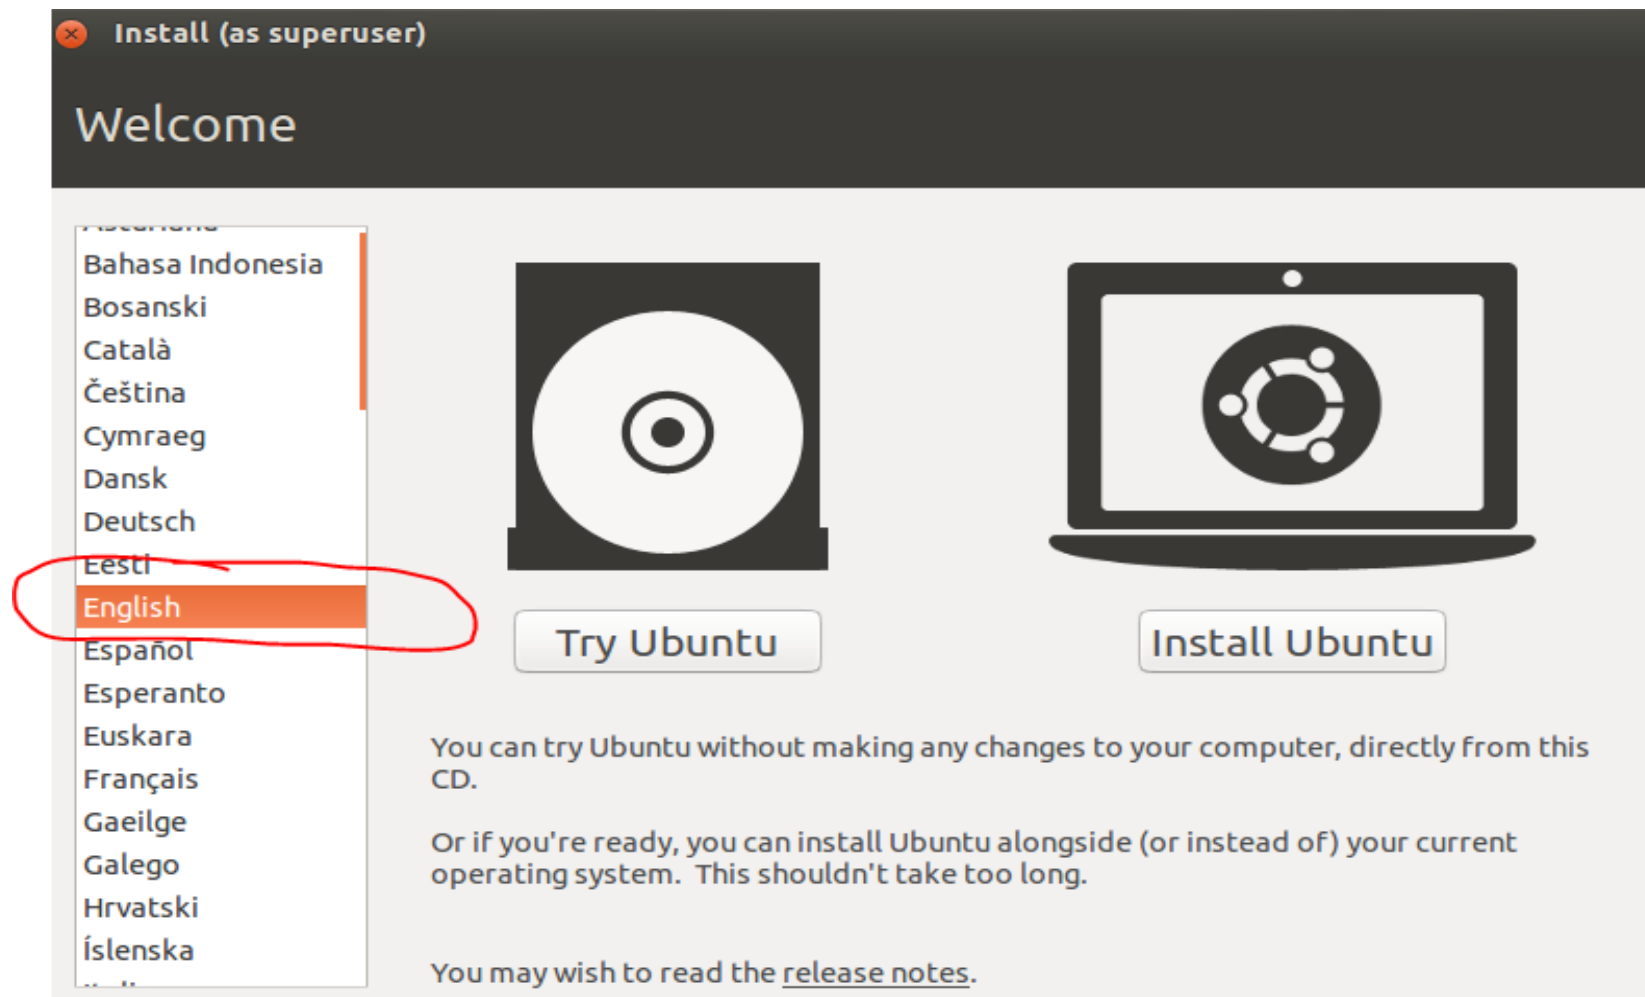 Install (as superuser)
Welcome
Asturianu
Bahasa Indonesia
Bosanski
Català
Čeština
Cymraeg
Dansk
Deutsch
Eesti
English
Español
Esperanto
Euskara
Français
Gaeilge
Galego
Hrvatski
Íslenska
Try Ubuntu
Install Ubuntu
You can try Ubuntu without making any changes to your computer, directly from this
CD.
Or if you're ready, you can install Ubuntu alongside (or instead of) your current
operating system. This shouldn't take too long.
You may wish to read the release notes.